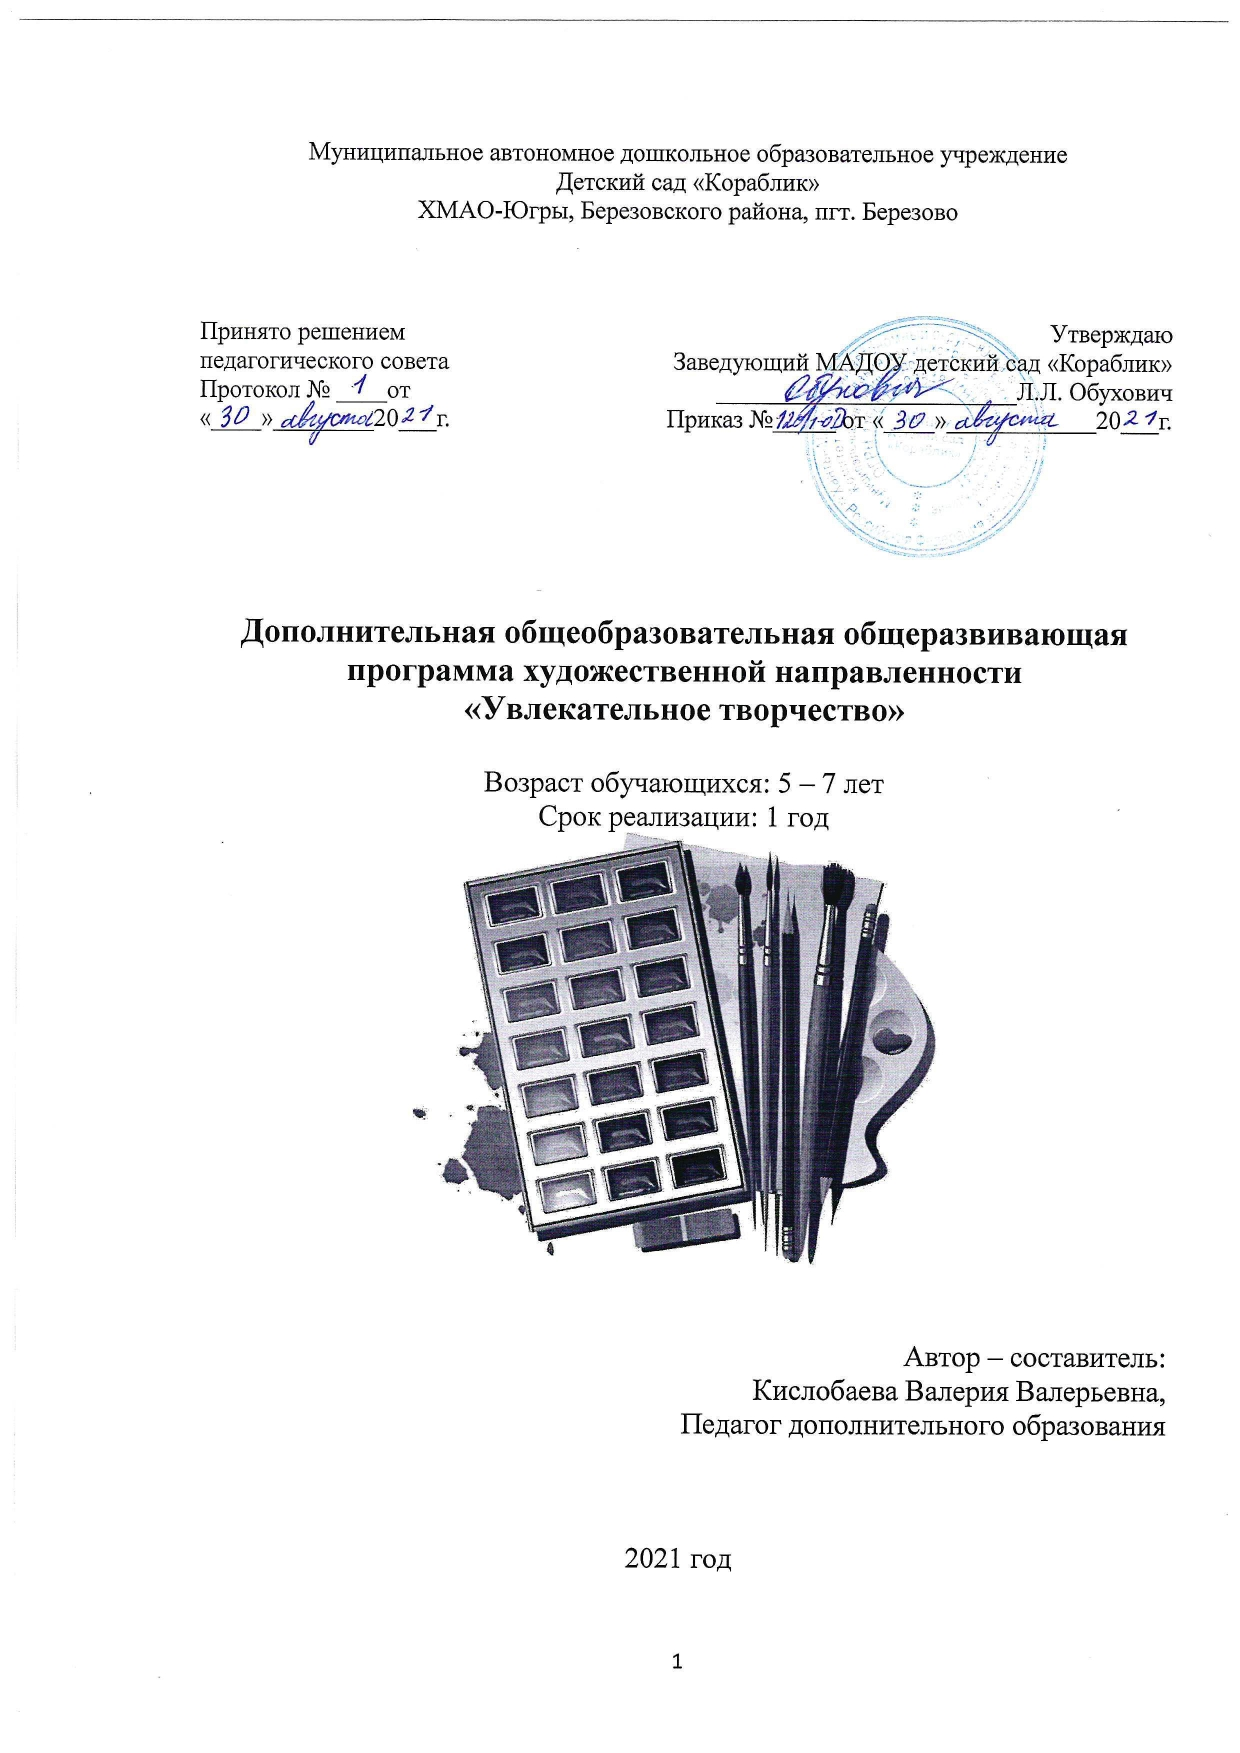 Муниципальное автономное дошкольное образовательное учреждение
Детский сад «Кораблик»
ХМАО-Югры, Березовского района, пгт. Березово
Принято решением
педагогического совета
Протокол № 1 от
«30» августа 2021 г.
Утверждаю
Заведующий МАДОУ детский сад «Кораблик»
Л.Л. Обухович
Приказ № от «30» августа 2021 г.
Дополнительная общеобразовательная общеразвивающая
программа художественной направленности
«Увлекательное творчество»
Возраст обучающихся: 5 – 7 лет
Срок реализации: 1 год
Автор – составитель:
Кислобаева Валерия Валерьевна,
Педагог дополнительного образования
2021 год
1